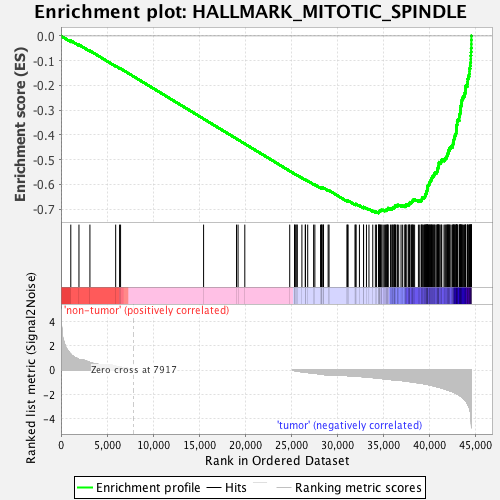 Enrichment plot: HALLMARK_MITOTIC_SPINDLE
Enrichment score (ES)
0.0
-0.1
-0.2
-0.3
-0.4
-0.5
-0.6
-0.7
'non-tumor' (positively correlated)
Ranked list metric (Signal2Noise)
4
2
0
-2
-4
Zero cross at 7917
'tumor' (negatively correlated)
0
5,000
10,000
15,000
20,000
25,000
30,000
35,000
40,000
45,000
Rank in Ordered Dataset
Enrichment profile
Hits
Ranking metric scores